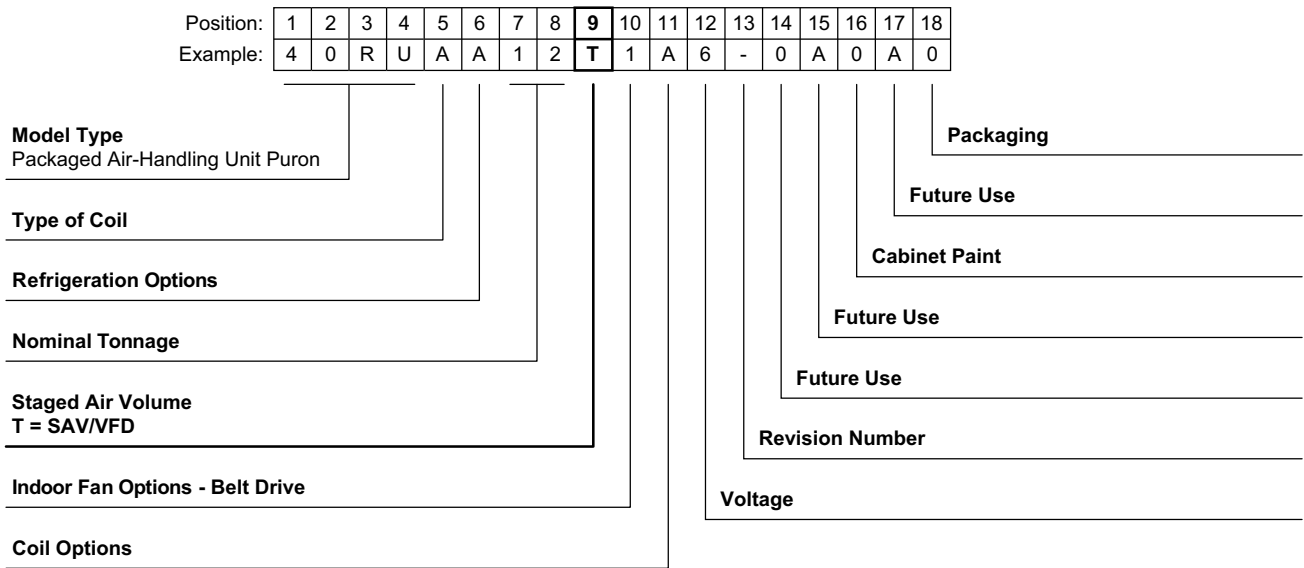 Position: 1 2 3 4 5 6 7 8 9 10 11 12 13 14 15 16 17 18
Example: 4 0 R U A A 1 2 T 1 A 6 - 0 A 0 A 0
Model Type
Packaged Air-Handling Unit Puron
Type of Coil
Refrigeration Options
Nominal Tonnage
Staged Air Volume
T = SAV/VFD
Indoor Fan Options - Belt Drive
Coil Options
Packaging
Future Use
Cabinet Paint
Future Use
Future Use
Revision Number
Voltage